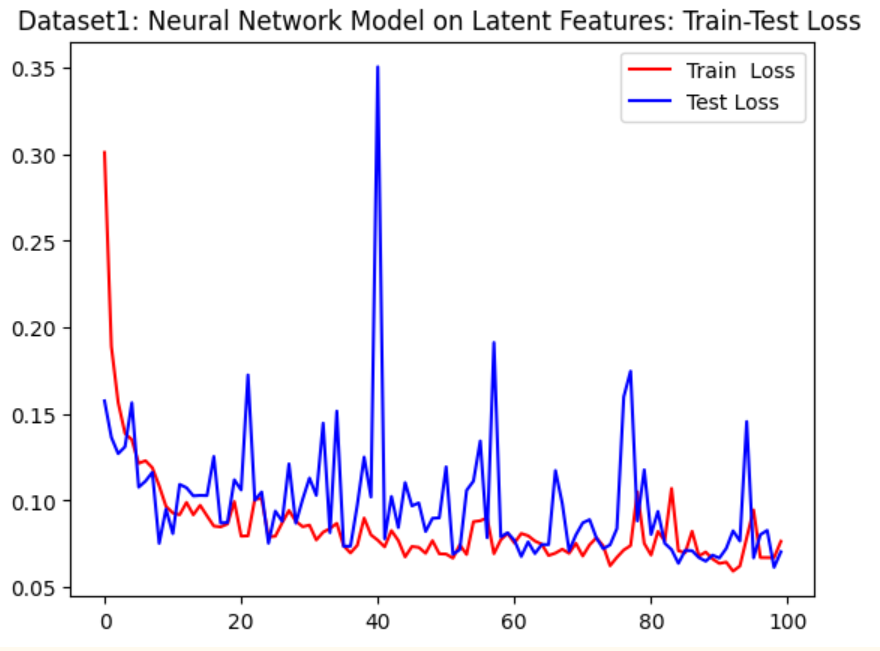 Dataset1: Neural Network Model on Latent Features: Train-Test Loss
Train  Loss
Test Loss
0.35
0.30
0.25
0.20
0.15
0.10
0.05
0 20 40 60 80 100